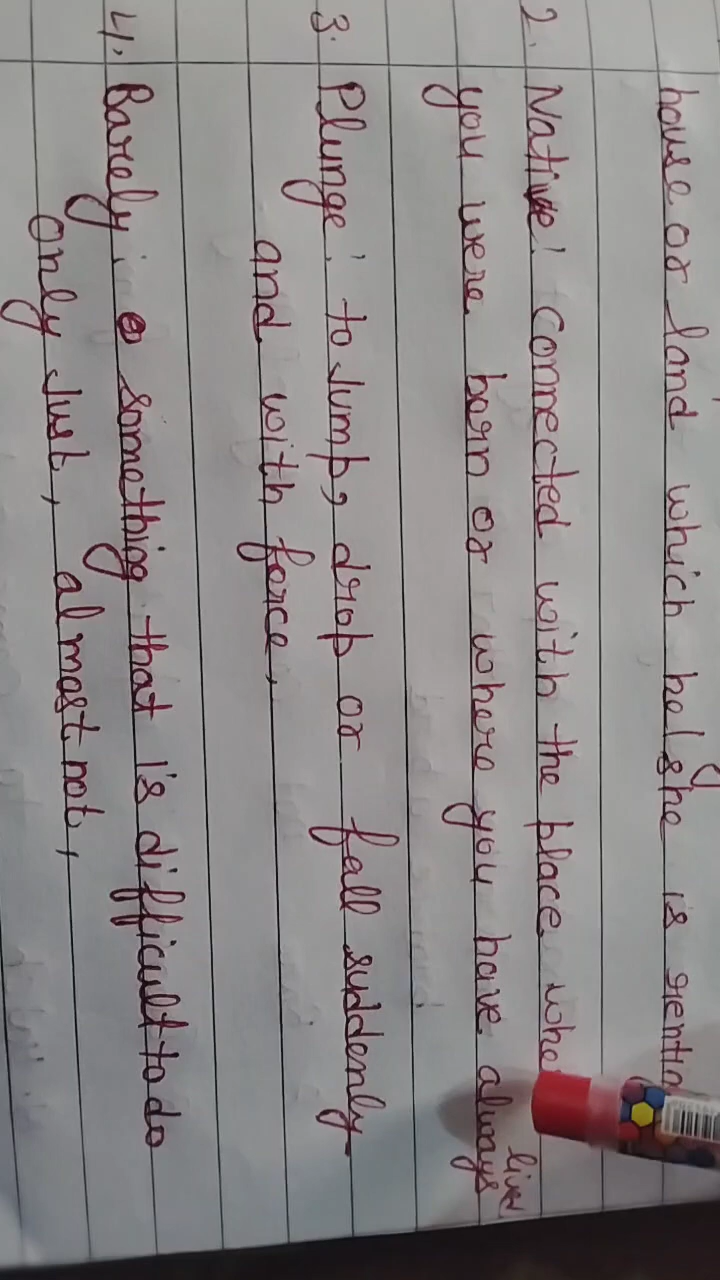 house or land which he/she is
2. Native: connected with the place
you were born or where you have always lived
3. Plunge: to Jump, drop or fall suddenly
and with force,
4. Barely: something that is difficult to do
only Just, almost not,